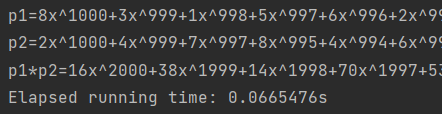 p1=8x^1000+3x^999+1x^998+5x^997+6x^996+2x^99
p2=2x^1000+4x^999+7x^997+8x^995+4x^994+6x^99
p1*p2=16x^2000+38x^1999+14x^1998+70x^1997+53
Elapsed running time: 0.0665476s